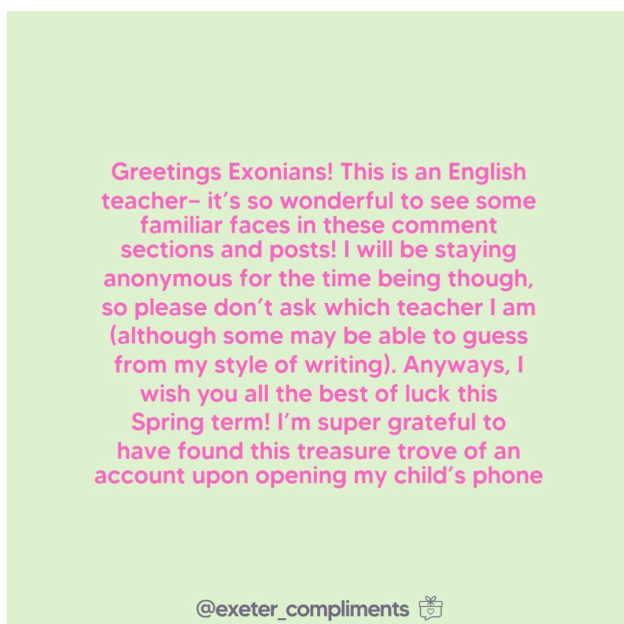 Greetings Exonians! This is an English
teacher- it's so wonderful to see some
familiar faces in these comment
sections and posts! I will be staying
anonymous for the time being though,
so please don't ask which teacher I am
(although some may be able to guess
from my style of writing). Anyways, I
wish you all the best of luck this
Spring term! I'm super grateful to
have found this treasure trove of an
account upon opening my child's phone
@exeter_compliments